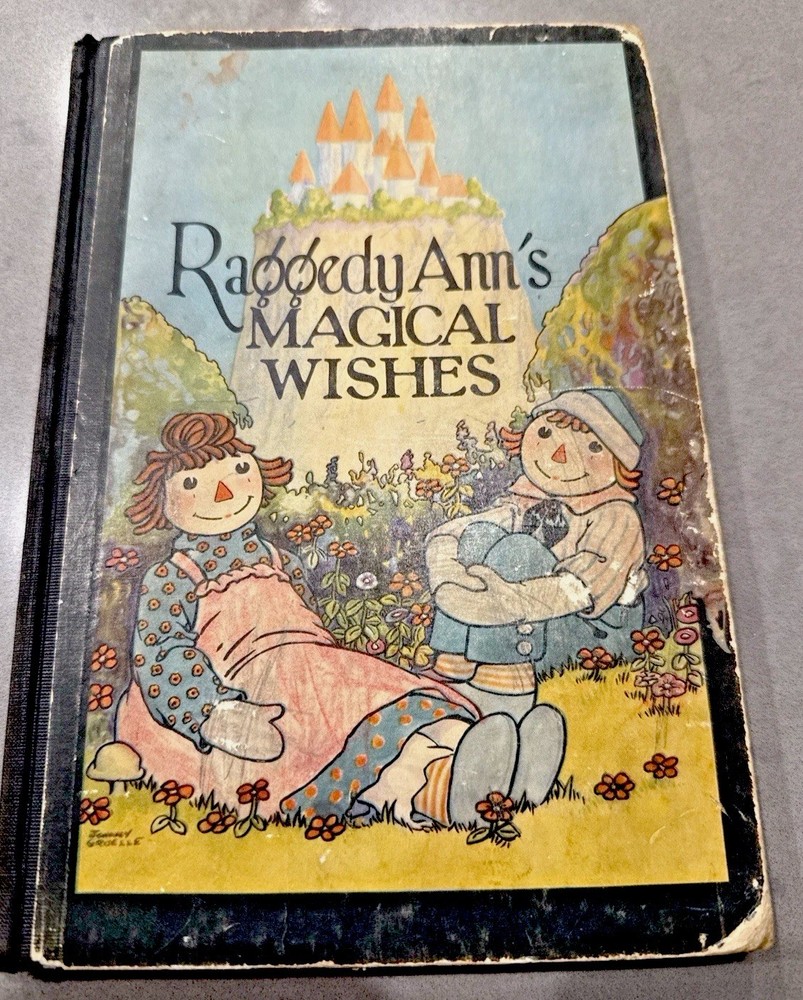 Raggedy Ann's
MAGICAL
WISHES
JOHNNY
GRUELLE